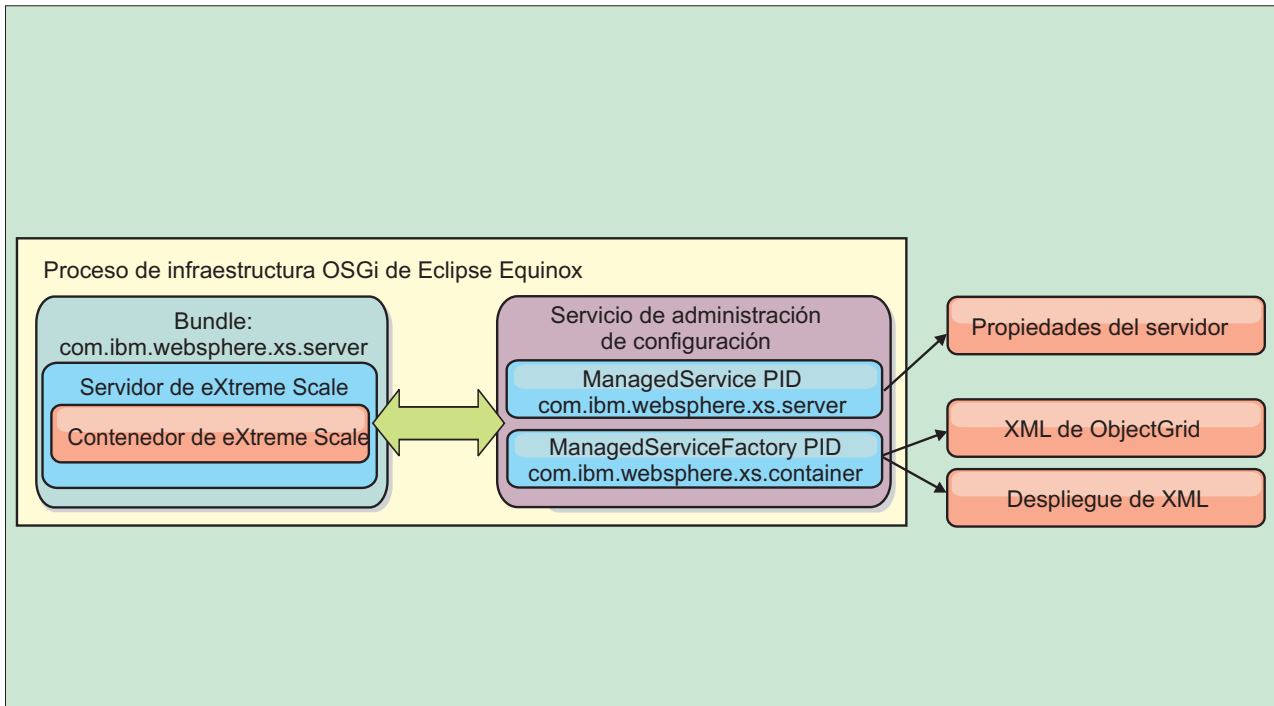 Proceso de infraestructura OSGi de Eclipse Equinox
Bundle:
com.ibm.websphere.xs.server
Servidor de eXtreme Scale
Contenedor de eXtreme Scale
Servicio de administración
de configuración
ManagedService PID
com.ibm.websphere.xs.server
ManagedServiceFactory PID
com.ibm.websphere.xs.container
Propiedades del servidor
XML de ObjectGrid
Despliegue de XML